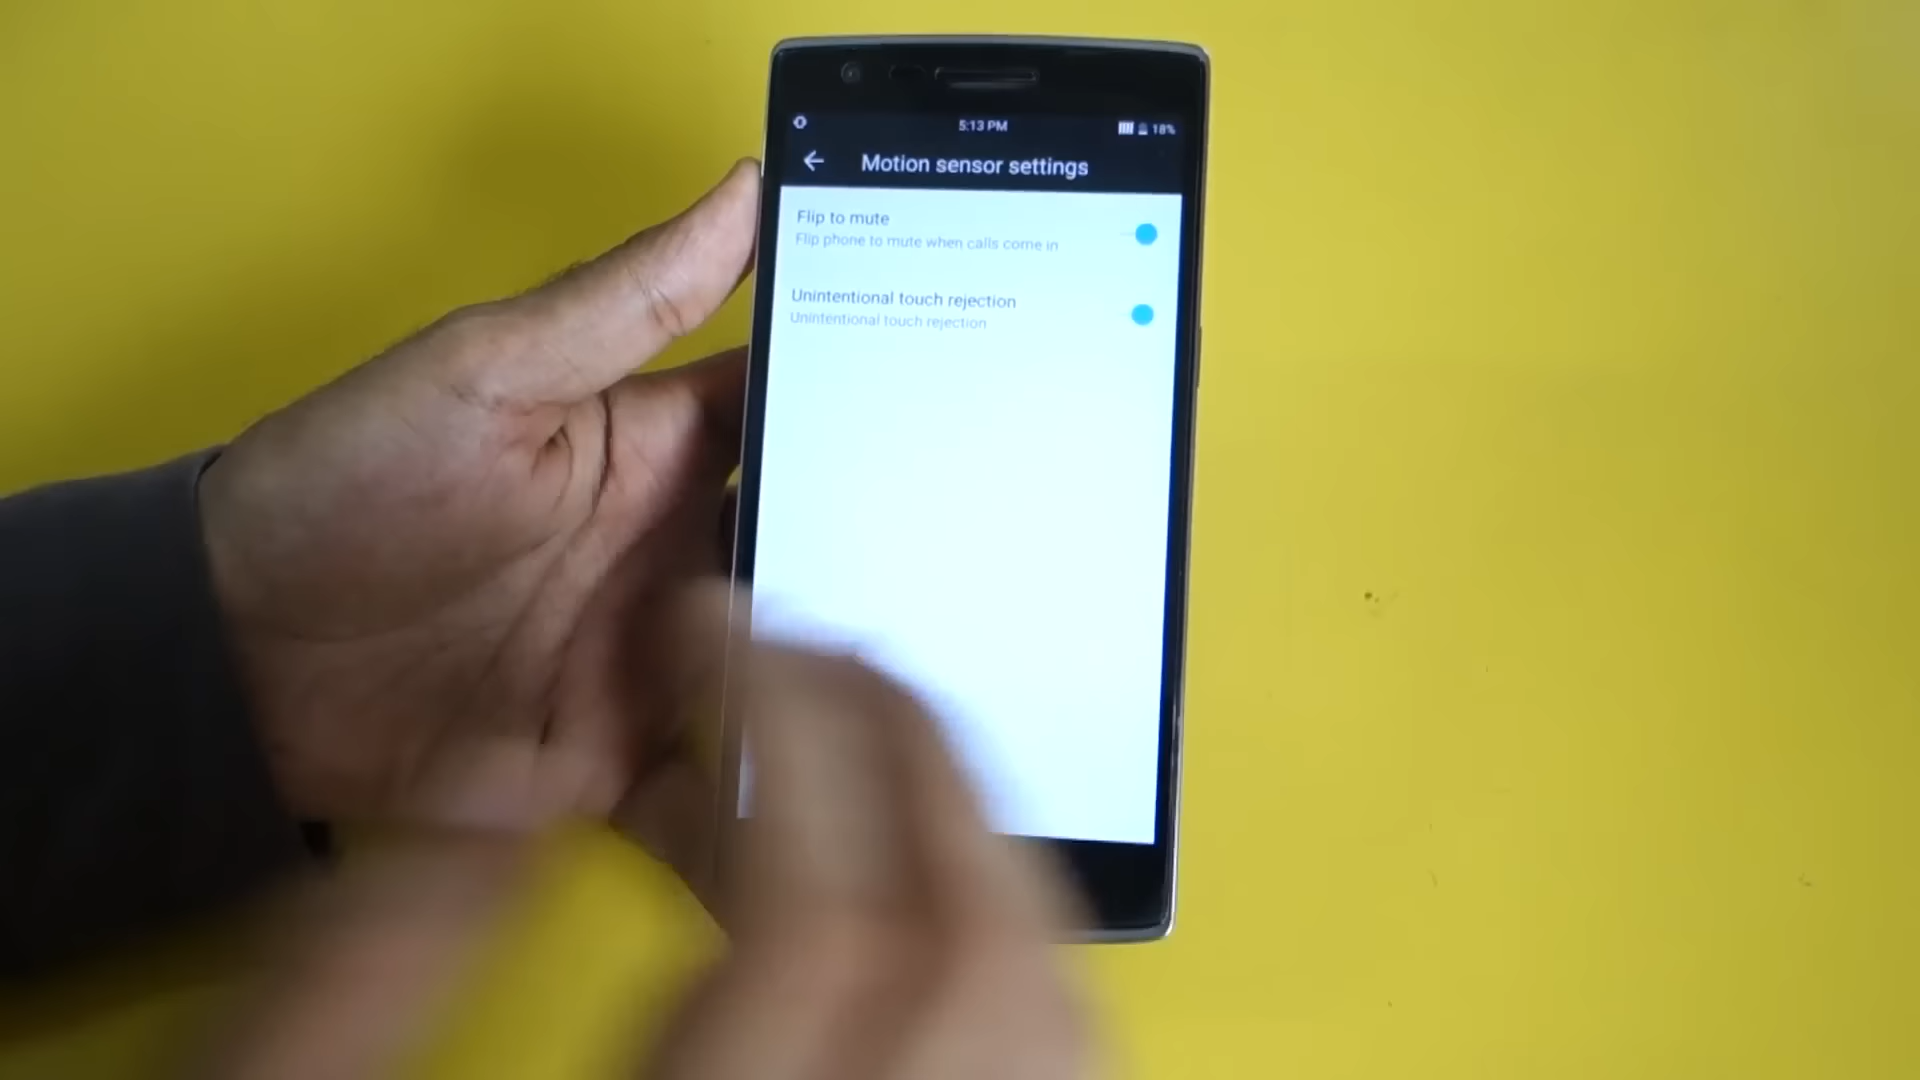 5:13 PM
18%
Motion sensor settings
Flip to mute
Flip phone to mute when calls come in
Unintentional touch rejection
Unintentional touch rejection